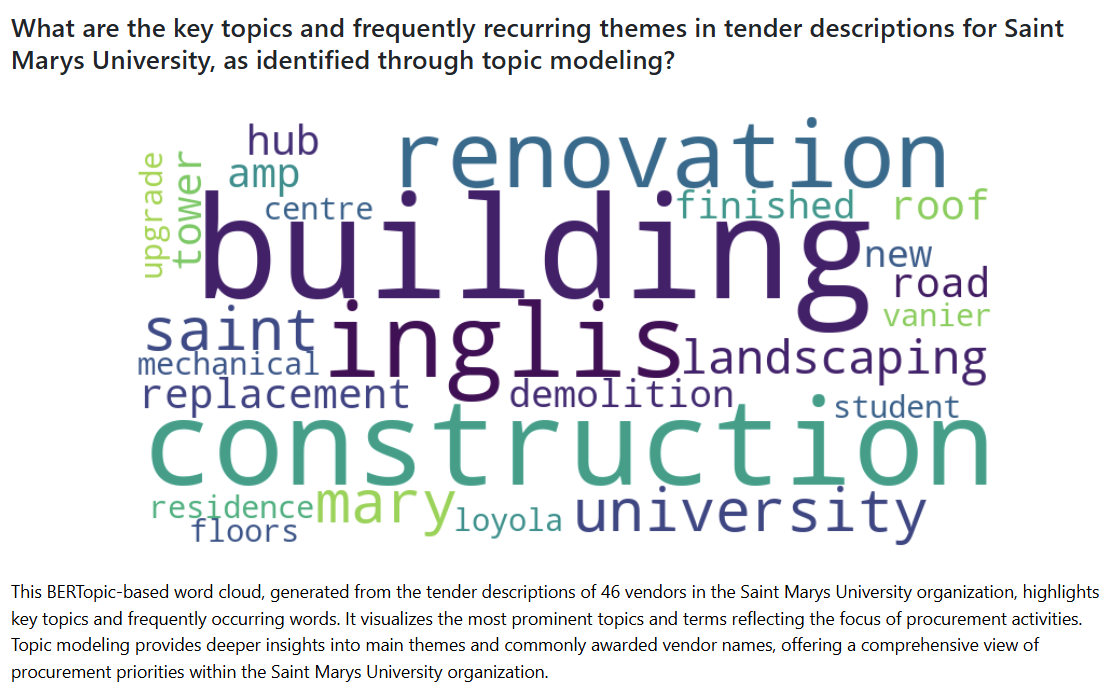 What are the key topics and frequently recurring themes in tender descriptions for Saint
Marys University, as identified through topic modeling?
hub
renovation
upgrade
tower
amp
centre
finished
roof
building
new
road
vanier
saint
inglis
landscaping
mechanical
replacement
demolition
student
construction
residence
mary
loyola
university
floors
This BERTopic-based word cloud, generated from the tender descriptions of 46 vendors in the Saint Marys University organization, highlights
key topics and frequently occurring words. It visualizes the most prominent topics and terms reflecting the focus of procurement activities.
Topic modeling provides deeper insights into main themes and commonly awarded vendor names, offering a comprehensive view of
procurement priorities within the Saint Marys University organization.